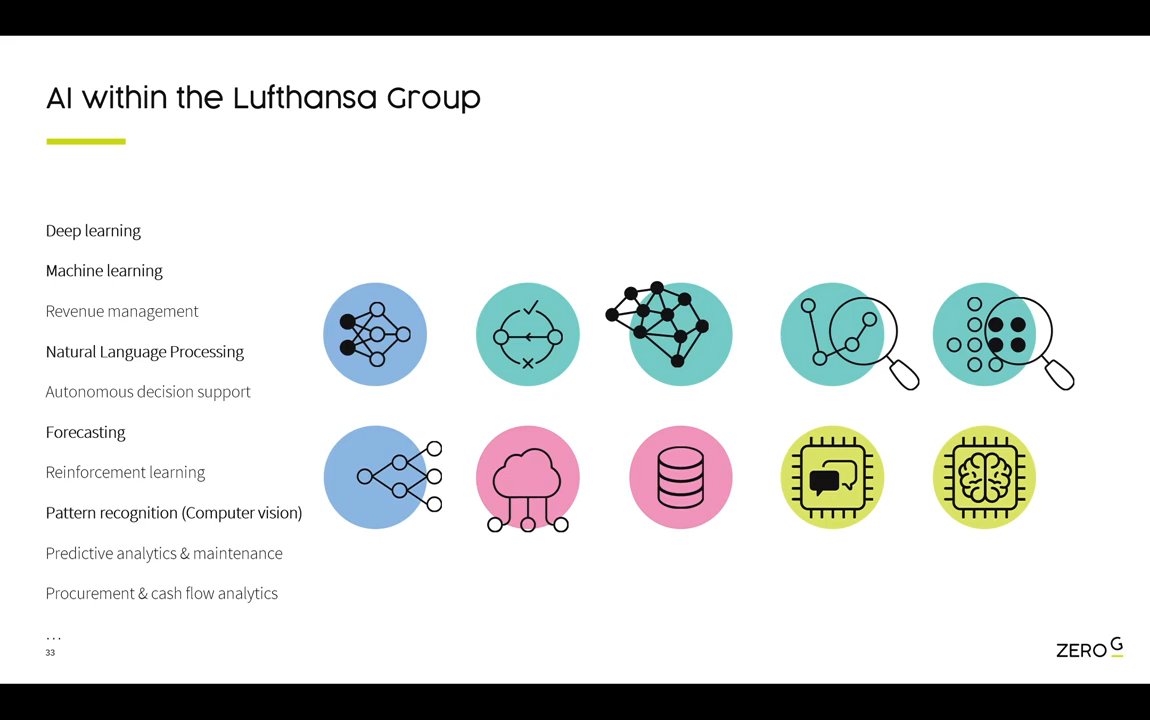 AI within the Lufthansa Group
Deep learning
Machine learning
Revenue management
Natural Language Processing
Autonomous decision support
Forecasting
Reinforcement learning
Pattern recognition (Computer vision)
Predictive analytics & maintenance
Procurement & cash flow analytics
...
33
ZERO G